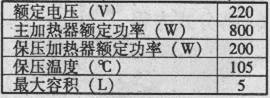 额定电压（V） 220
主加热器额定功率（W） 800
保压加热器额定功率（W） 200
保压温度（℃） 105
最大容积（L） 5